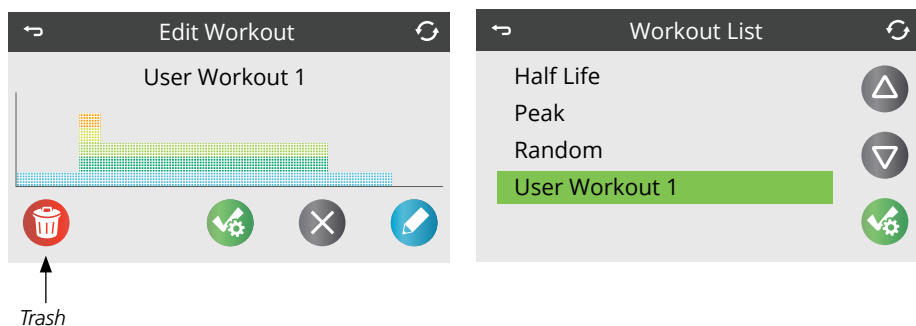 Edit Workout
User Workout 1
Trash
Workout List
Half Life
Peak
Random
User Workout 1